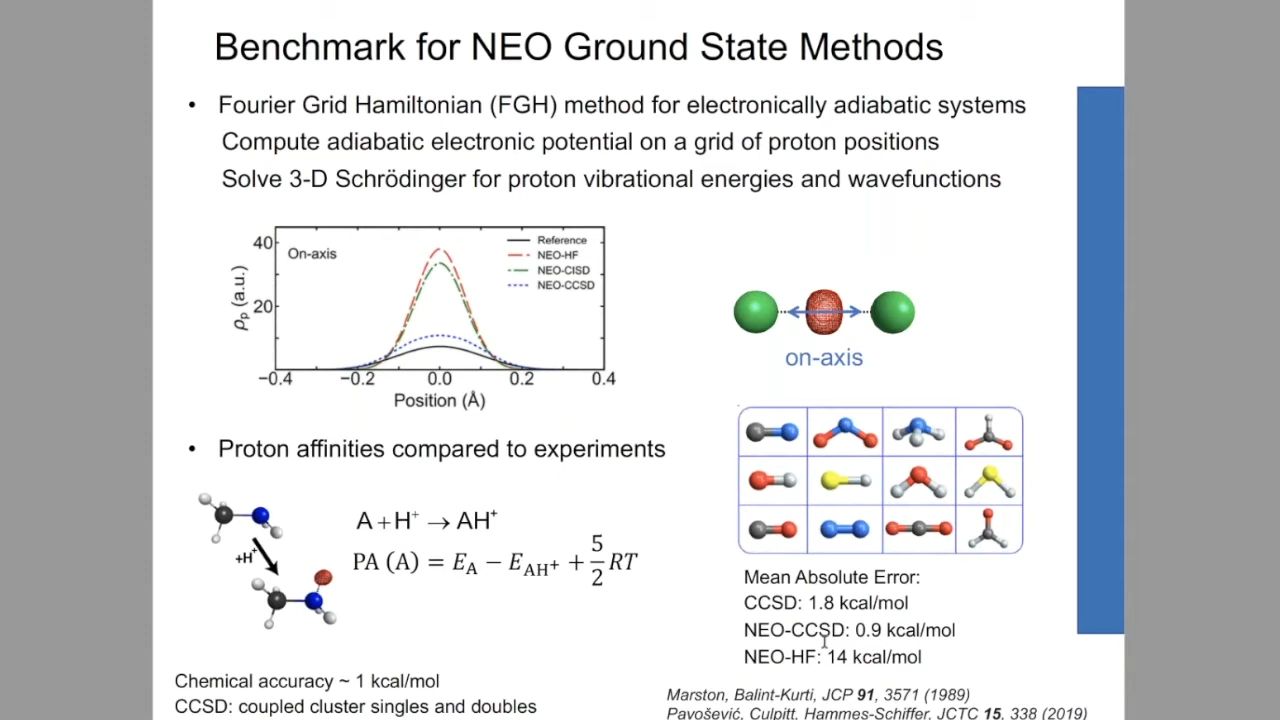 Benchmark for NEO Ground State Methods
• Fourier Grid Hamiltonian (FGH) method for electronically adiabatic systems
Compute adiabatic electronic potential on a grid of proton positions
Solve 3-D Schrödinger for proton vibrational energies and wavefunctions
On-axis
Reference
NEO-HF
NEO-CISD
NEO-CCSD
40
20
ρp (a.u.)
−0.4 −0.2 0.0 0.2 0.4
Position (Å)
on-axis
• Proton affinities compared to experiments
+H⁺
A + H⁺ → AH⁺
PA (A) = E_A − E_AH⁺ + 5/2 RT
Mean Absolute Error:
CCSD: 1.8 kcal/mol
NEO-CCSD: 0.9 kcal/mol
NEO-HF: 14 kcal/mol
Chemical accuracy ~ 1 kcal/mol
CCSD: coupled cluster singles and doubles
Marston, Balint-Kurti, JCP 91, 3571 (1989)
Pavošević, Culpitt, Hammes-Schiffer, JCTC 15, 338 (2019)